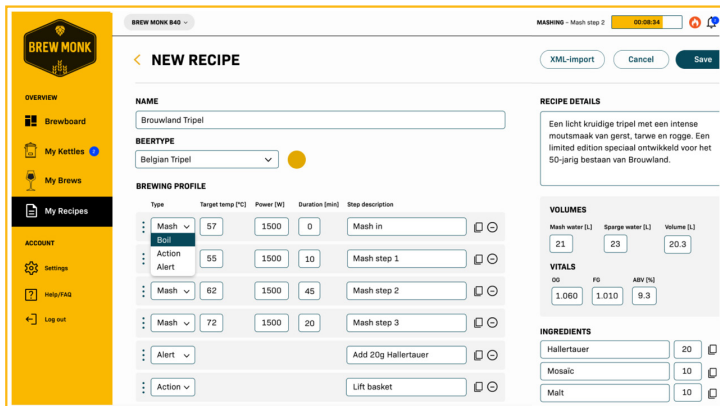 BREW MONK
BREW MONK B40
MASHING - Mash step 2
00:08:34
NEW RECIPE
XML-import
Cancel
Save
OVERVIEW
Brewboard
My Kettles 2
My Brews
My Recipes
ACCOUNT
Settings
Help/FAQ
Log out
NAME
Brouwland Tripel
BEERTYPE
Belgian Tripel
BREWING PROFILE
Type Target temp [°C] Power [W] Duration [min] Step description
Mash 57 1500 0 Mash in
Boil
Action
Alert
55 1500 10 Mash step 1
Mash 62 1500 45 Mash step 2
Mash 72 1500 20 Mash step 3
Alert Add 20g Hallertauer
Action Lift basket
RECIPE DETAILS
Een licht kruidige tripel met een intense
moutsmaak van gerst, tarwe en rogge. Een
limited edition speciaal ontwikkeld voor het
50-jarig bestaan van Brouwland.
VOLUMES
Mash water [L] Sparge water [L] Volume [L]
21 23 20.3
VITALS
OG FG ABV [%]
1.060 1.010 9.3
INGREDIENTS
Hallertauer 20
Mosaïc 10
Malt 10